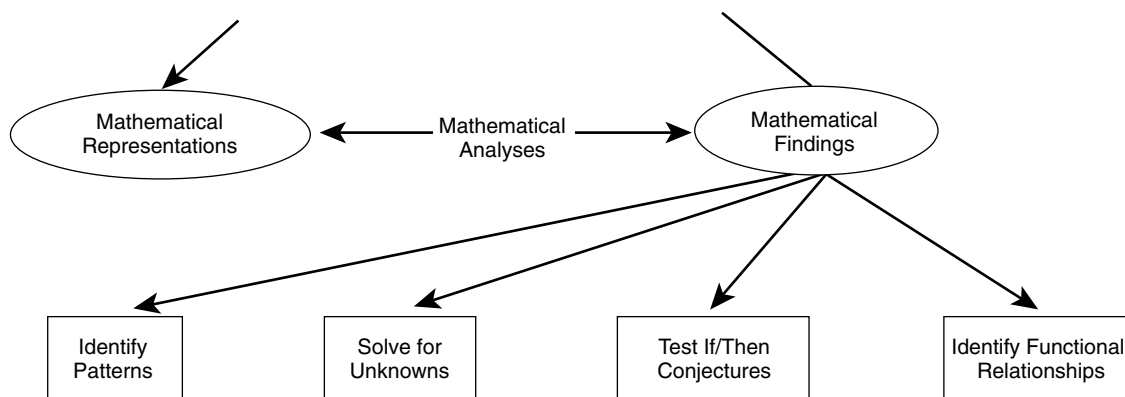 Mathematical
Representations
Mathematical
Analyses
Mathematical
Findings
Identify
Patterns
Solve for
Unknowns
Test If/Then
Conjectures
Identify Functional
Relationships